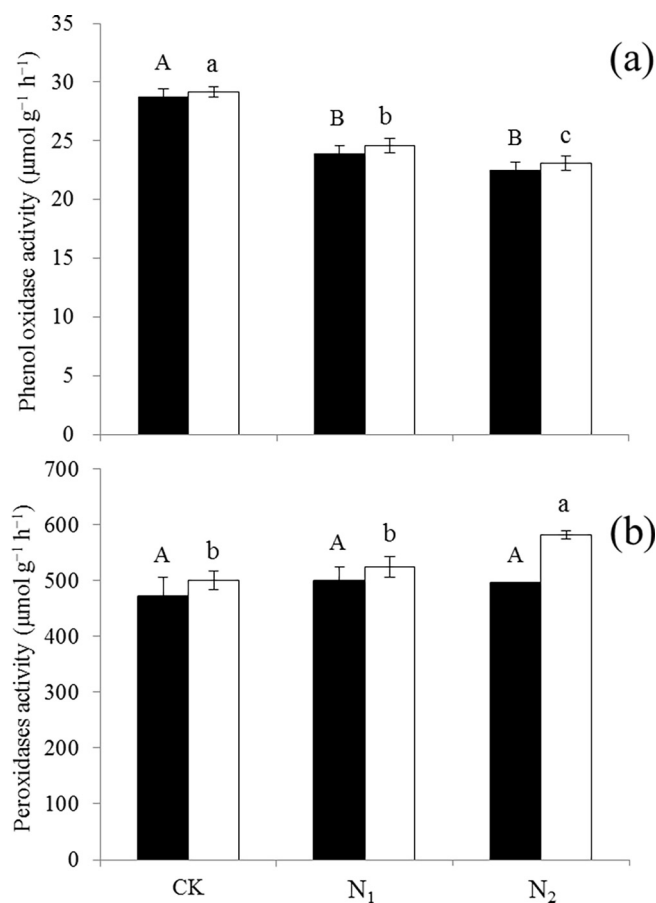 Phenol oxidase activity (μmol g⁻¹ h⁻¹)
35
30
25
20
15
10
5
0
(a)
A a
B b
B c
Peroxidases activity (μmol g⁻¹ h⁻¹)
700
600
500
400
300
200
100
0
(b)
A b
A b
A a
CK N₁ N₂